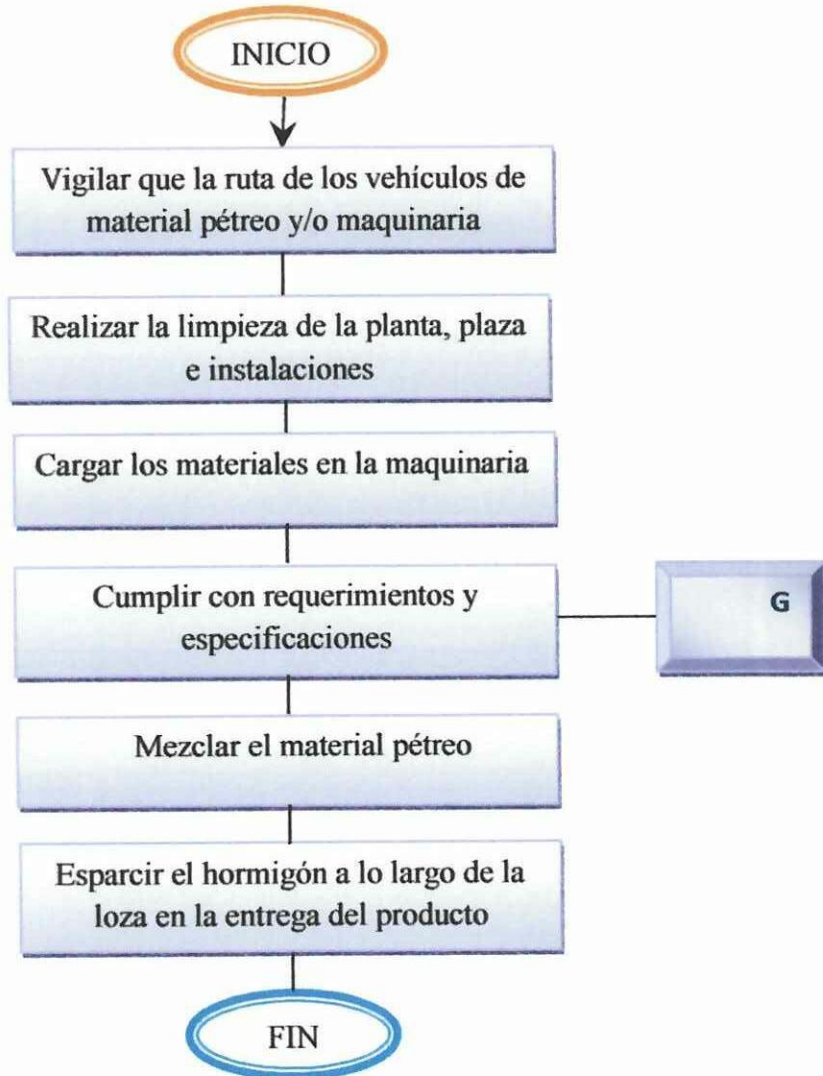 INICIO
Vigilar que la ruta de los vehículos de
material pétreo y/o maquinaria
Realizar la limpieza de la planta, plaza
e instalaciones
Cargar los materiales en la maquinaria
Cumplir con requerimientos y
especificaciones
G
Mezclar el material pétreo
Esparcir el hormigón a lo largo de la
loza en la entrega del producto
FIN